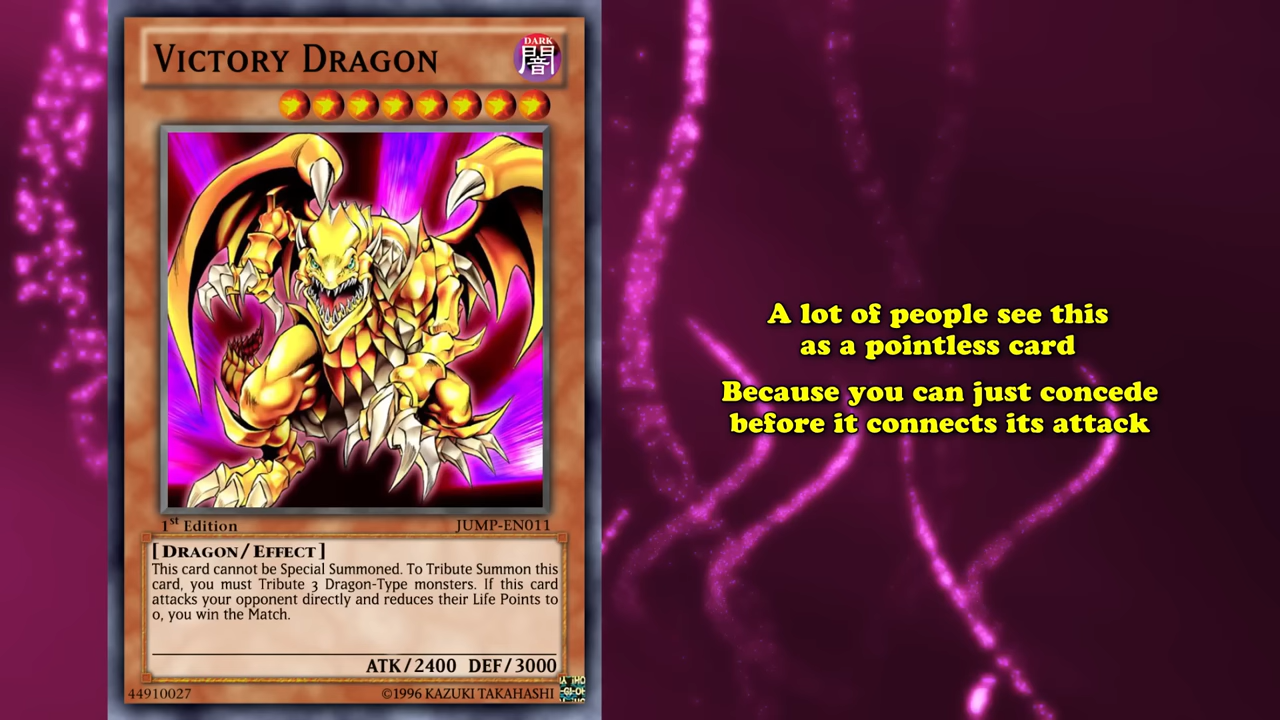 VICTORY DRAGON
DARK
闇
1st Edition
JUMP-EN011
[DRAGON/EFFECT]
This card cannot be Special Summoned. To Tribute Summon this
card, you must Tribute 3 Dragon-Type monsters. If this card
attacks your opponent directly and reduces their Life Points to
0, you win the Match.
ATK/2400 DEF/3000
44910027
©1996 KAZUKI TAKAHASHI
A lot of people see this
as a pointless card
Because you can just concede
before it connects its attack